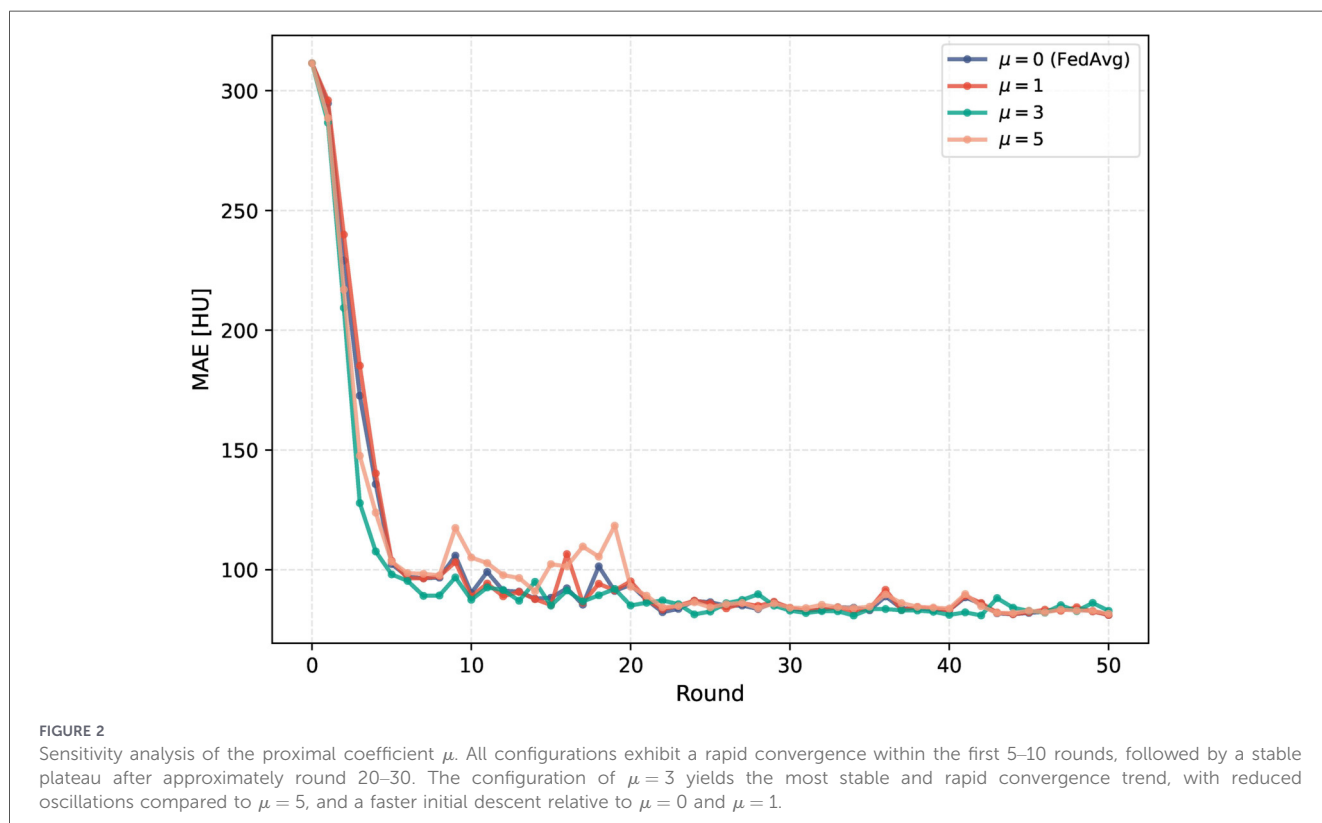 μ = 0 (FedAvg)
μ = 1
μ = 3
μ = 5
300
250
200
150
100
MAE [HU]
0 10 20 30 40 50
Round
FIGURE 2
Sensitivity analysis of the proximal coefficient μ. All configurations exhibit a rapid convergence within the first 5–10 rounds, followed by a stable
plateau after approximately round 20–30. The configuration of μ = 3 yields the most stable and rapid convergence trend, with reduced
oscillations compared to μ = 5, and a faster initial descent relative to μ = 0 and μ = 1.